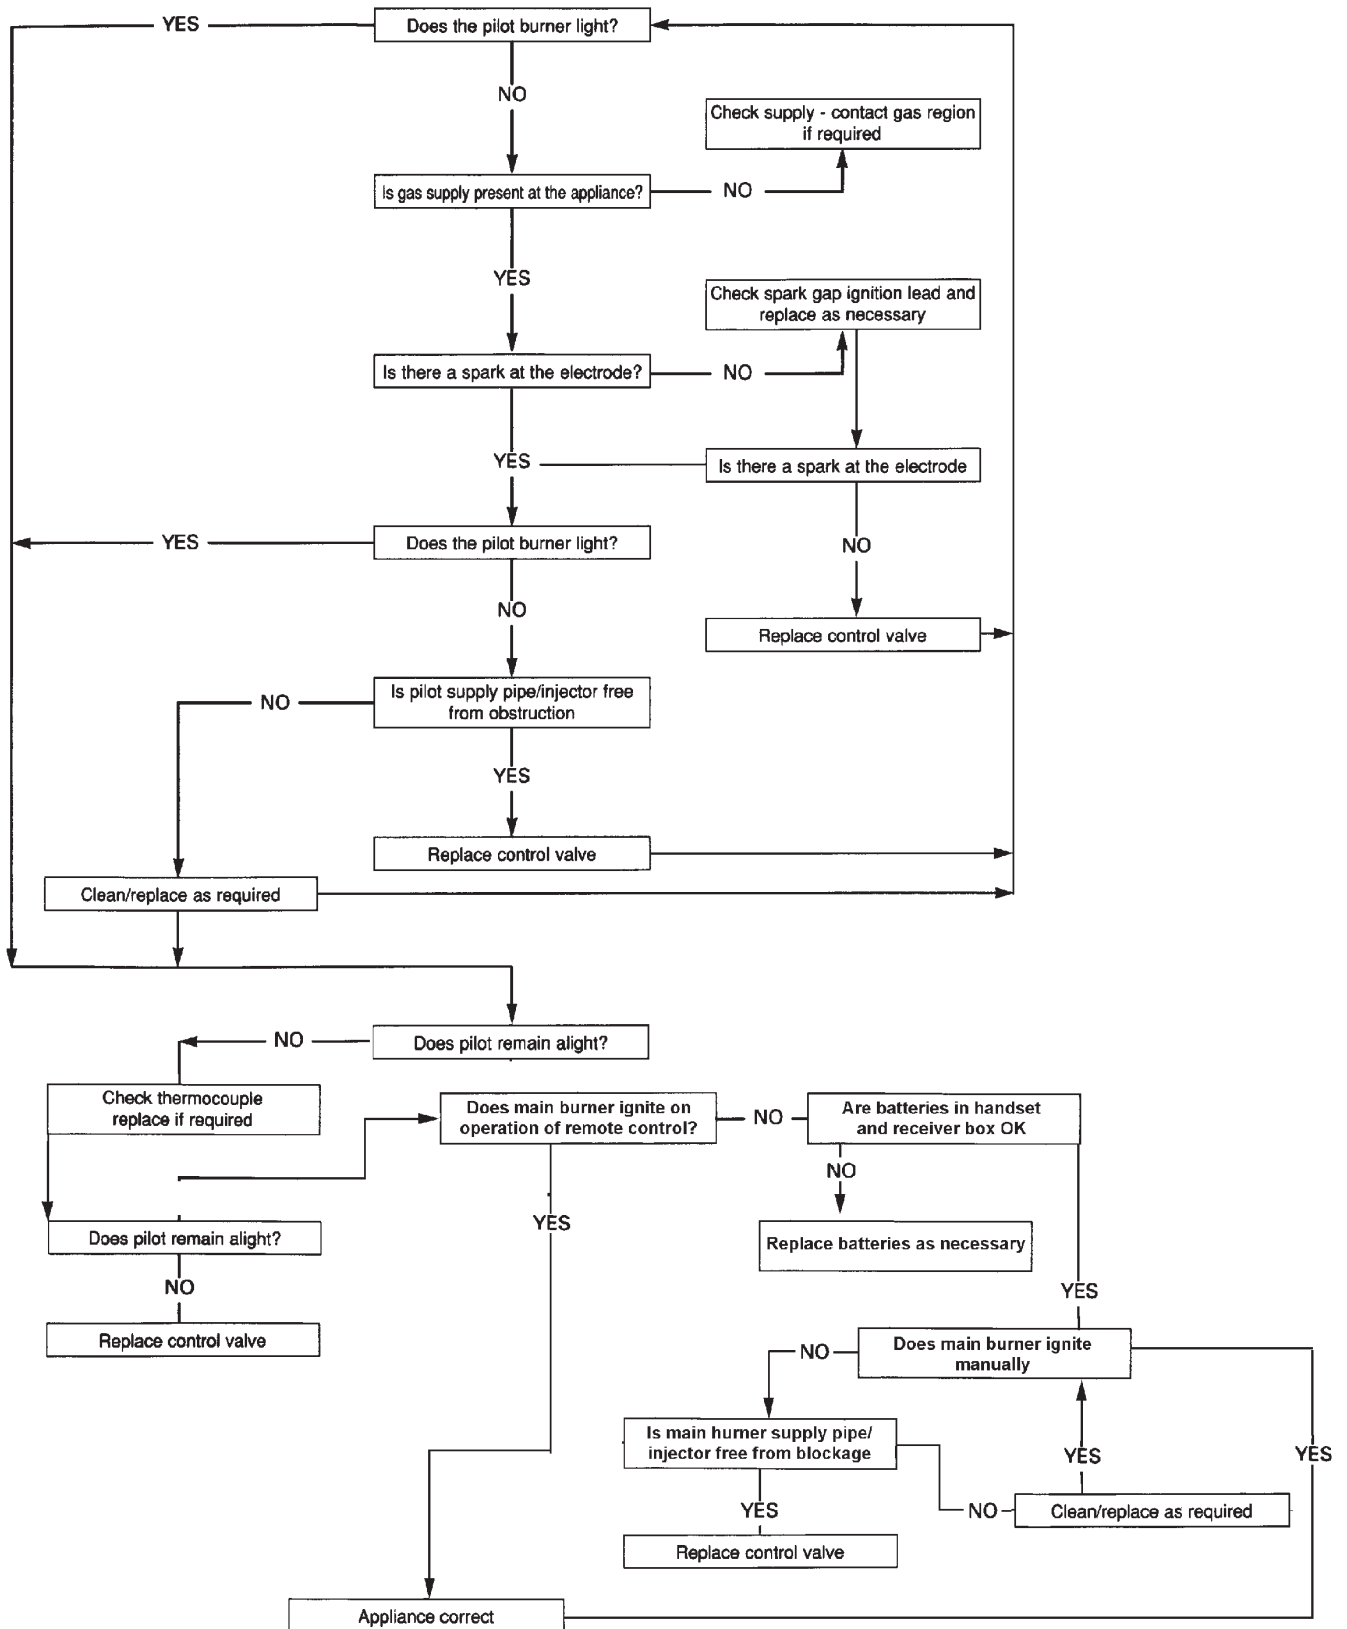 YES
Does the pilot burner light?
NO
Check supply - contact gas region
if required
Is gas supply present at the appliance?
NO
YES
Check spark gap ignition lead and
replace as necessary
Is there a spark at the electrode?
NO
YES
Is there a spark at the electrode
YES
Does the pilot burner light?
NO
NO
Replace control valve
NO
Is pilot supply pipe/injector free
from obstruction
YES
Replace control valve
Clean/replace as required
NO
Does pilot remain alight?
Check thermocouple
replace if required
Does main burner ignite on
operation of remote control?
NO
Are batteries in handset
and receiver box OK
NO
YES
Does pilot remain alight?
Replace batteries as necessary
NO
YES
Replace control valve
NO
Does main burner ignite
manually
Is main hurner supply pipe/
injector free from blockage
YES
YES
YES
NO
Clean/replace as required
Replace control valve
Appliance correct